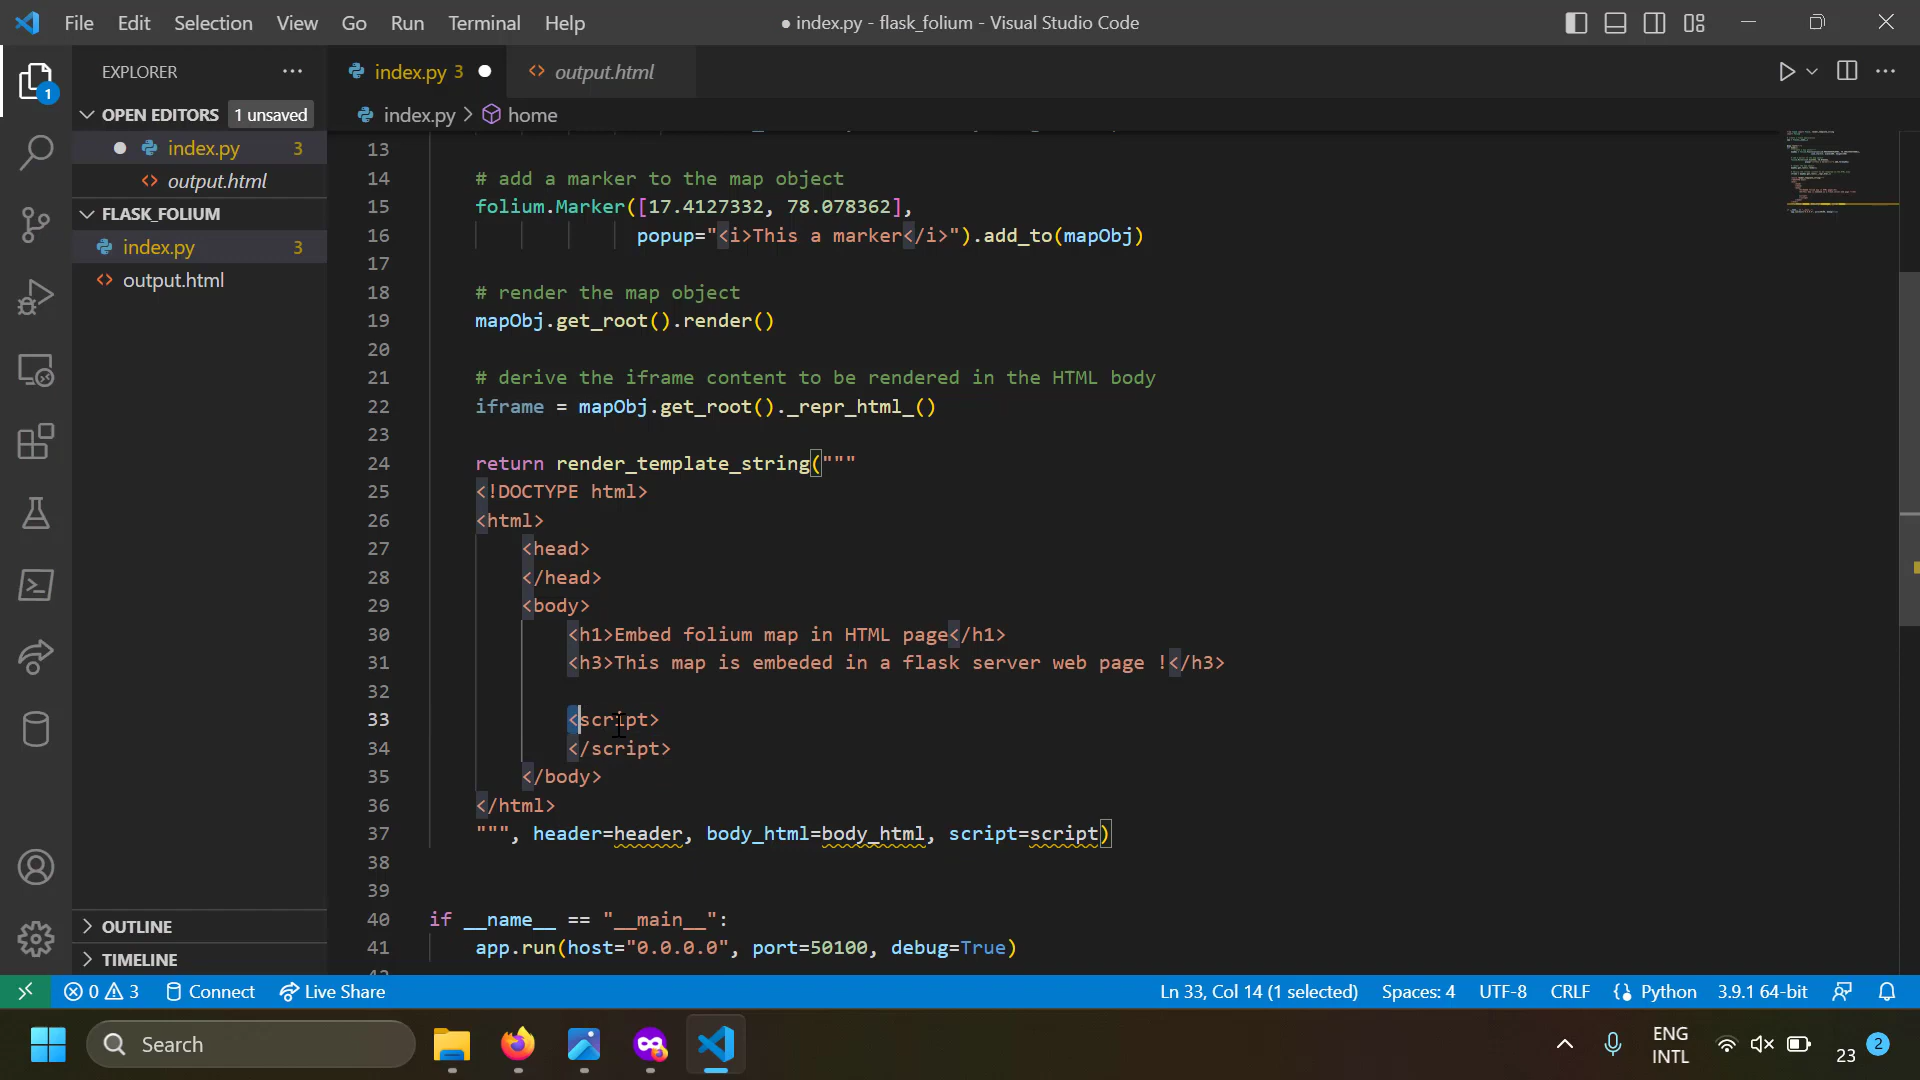 File Edit Selection View Go Run Terminal Help
● index.py - flask_folium - Visual Studio Code
EXPLORER
1
OPEN EDITORS 1 unsaved
index.py 3
output.html
FLASK_FOLIUM
index.py 3
output.html
OUTLINE
TIMELINE
index.py 3
output.html
index.py > home
13
14 # add a marker to the map object
15 folium.Marker([17.4127332, 78.078362],
16 popup="<i>This a marker</i>").add_to(mapObj)
17
18 # render the map object
19 mapObj.get_root().render()
20
21 # derive the iframe content to be rendered in the HTML body
22 iframe = mapObj.get_root()._repr_html_()
23
24 return render_template_string("""
25 <!DOCTYPE html>
26 <html>
27 <head>
28 </head>
29 <body>
30 <h1>Embed folium map in HTML page</h1>
31 <h3>This map is embeded in a flask server web page !</h3>
32
33 <script>
34 </script>
35 </body>
36 </html>
37 """, header=header, body_html=body_html, script=script)
38
39
40 if __name__ == "__main__":
41 app.run(host="0.0.0.0", port=50100, debug=True)
0 3 Connect Live Share
Ln 33, Col 14 (1 selected) Spaces: 4 UTF-8 CRLF Python 3.9.1 64-bit
Search
ENG
INTL
23
2